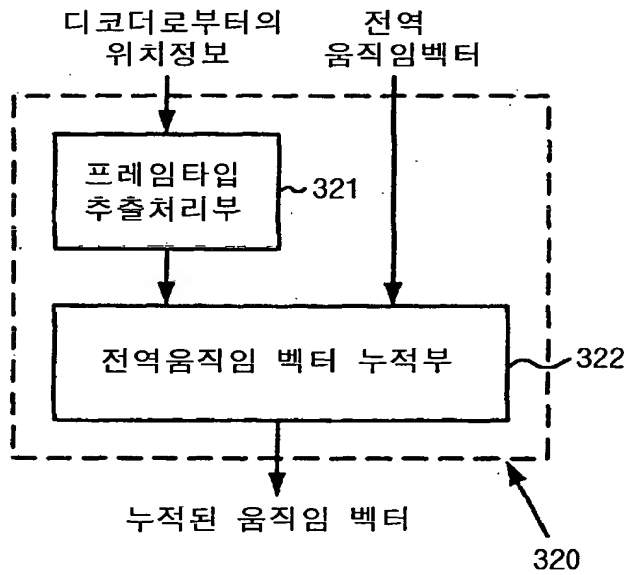 디코더로부터의
위치정보
전역
움직임벡터
프레임타입
추출처리부
321
전역움직임 벡터 누적부
322
누적된 움직임 벡터
320